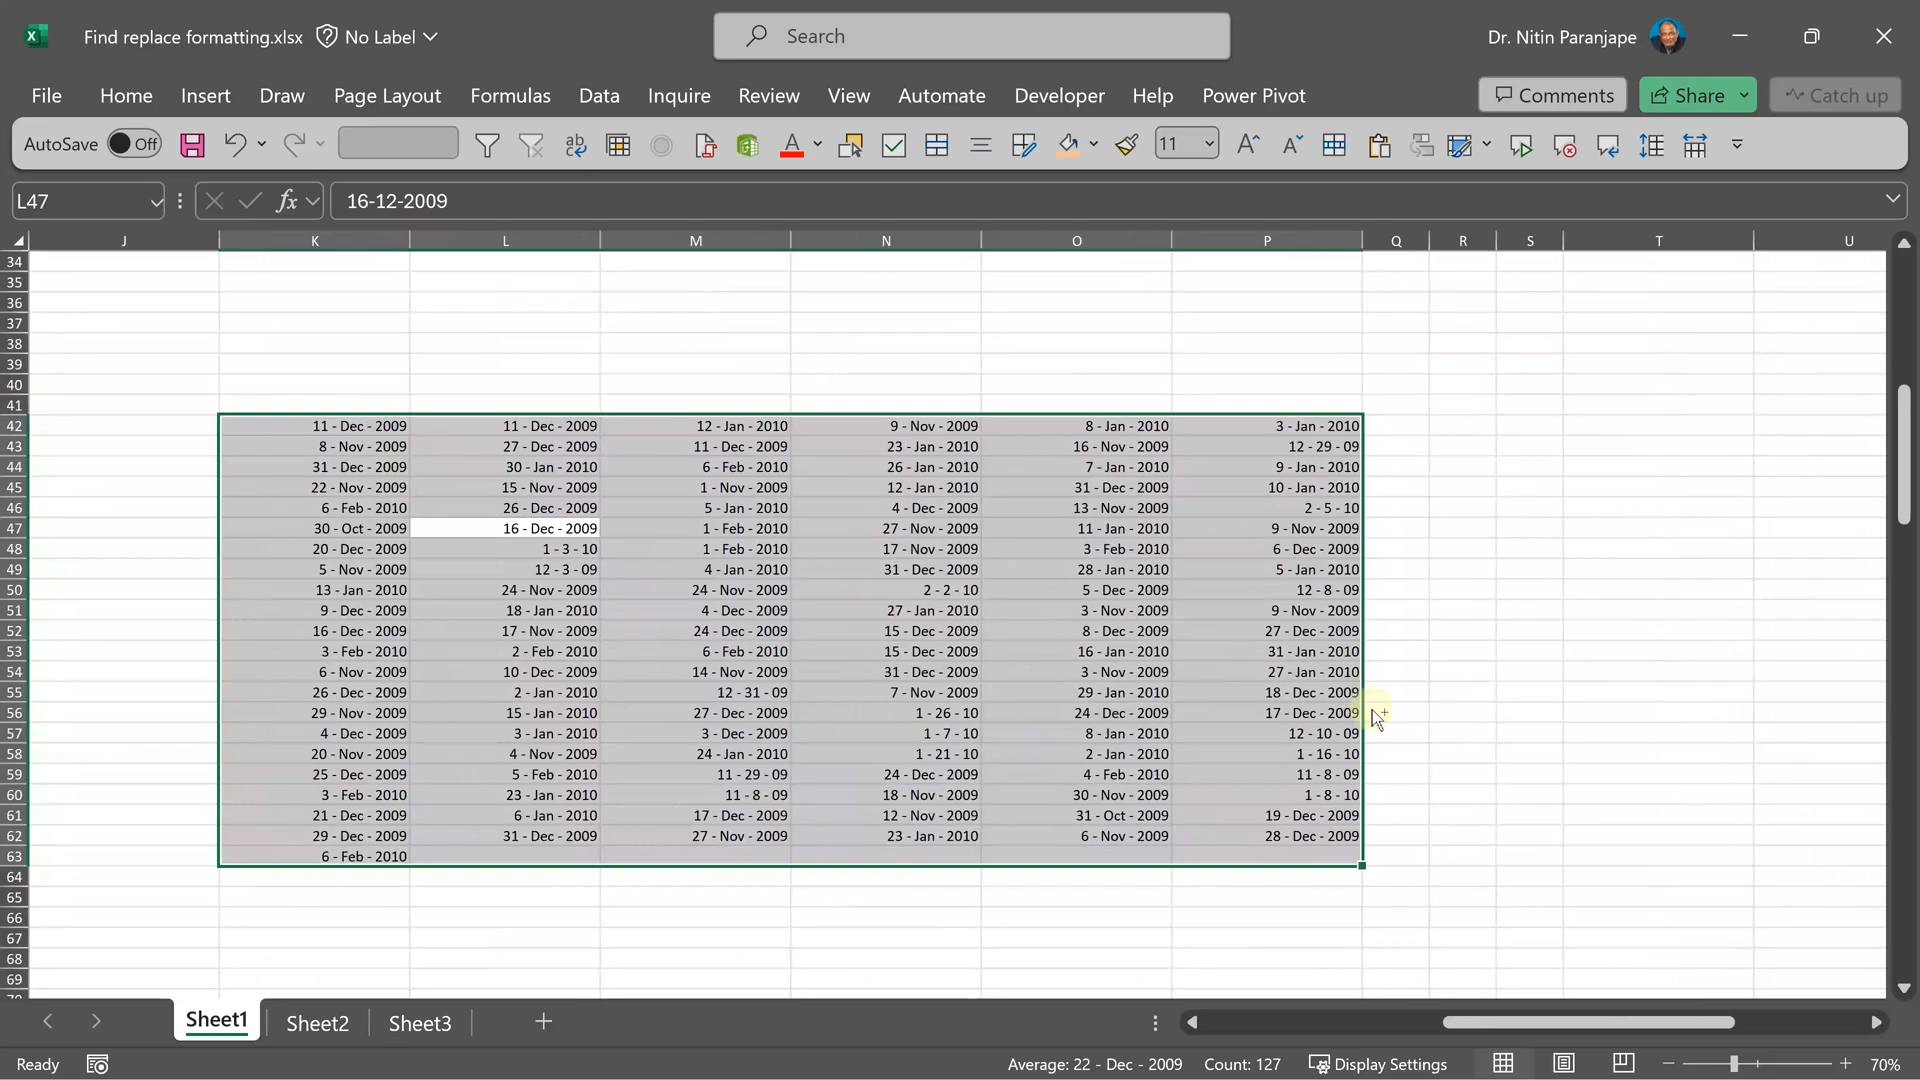 Find replace formatting.xlsx No Label Search Dr. Nitin Paranjape
File Home Insert Draw Page Layout Formulas Data Inquire Review View Automate Developer Help Power Pivot Comments Share Catch up
AutoSave Off 11
L47 fx 16-12-2009
J K L M N O P Q R S T U
34
35
36
37
38
39
40
41
42 11 - Dec - 2009 11 - Dec - 2009 12 - Jan - 2010 9 - Nov - 2009 8 - Jan - 2010 3 - Jan - 2010
43 8 - Nov - 2009 27 - Dec - 2009 11 - Dec - 2009 23 - Jan - 2010 16 - Nov - 2009 12 - 29 - 09
44 31 - Dec - 2009 30 - Jan - 2010 6 - Feb - 2010 26 - Jan - 2010 7 - Jan - 2010 9 - Jan - 2010
45 22 - Nov - 2009 15 - Nov - 2009 1 - Nov - 2009 12 - Jan - 2010 31 - Dec - 2009 10 - Jan - 2010
46 6 - Feb - 2010 26 - Dec - 2009 5 - Jan - 2010 4 - Dec - 2009 13 - Nov - 2009 2 - 5 - 10
47 30 - Oct - 2009 16 - Dec - 2009 1 - Feb - 2010 27 - Nov - 2009 11 - Jan - 2010 9 - Nov - 2009
48 20 - Dec - 2009 1 - 3 - 10 1 - Feb - 2010 17 - Nov - 2009 3 - Feb - 2010 6 - Dec - 2009
49 5 - Nov - 2009 12 - 3 - 09 4 - Jan - 2010 31 - Dec - 2009 28 - Jan - 2010 5 - Jan - 2010
50 13 - Jan - 2010 24 - Nov - 2009 24 - Nov - 2009 2 - 2 - 10 5 - Dec - 2009 12 - 8 - 09
51 9 - Dec - 2009 18 - Jan - 2010 4 - Dec - 2009 27 - Jan - 2010 3 - Nov - 2009 9 - Nov - 2009
52 16 - Dec - 2009 17 - Nov - 2009 24 - Dec - 2009 15 - Dec - 2009 8 - Dec - 2009 27 - Dec - 2009
53 3 - Feb - 2010 2 - Feb - 2010 6 - Feb - 2010 15 - Dec - 2009 16 - Jan - 2010 31 - Jan - 2010
54 6 - Nov - 2009 10 - Dec - 2009 14 - Nov - 2009 31 - Dec - 2009 3 - Nov - 2009 27 - Jan - 2010
55 26 - Dec - 2009 2 - Jan - 2010 12 - 31 - 09 7 - Nov - 2009 29 - Jan - 2010 18 - Dec - 2009
56 29 - Nov - 2009 15 - Jan - 2010 27 - Dec - 2009 1 - 26 - 10 24 - Dec - 2009 17 - Dec - 2009
57 4 - Dec - 2009 3 - Jan - 2010 3 - Dec - 2009 1 - 7 - 10 8 - Jan - 2010 12 - 10 - 09
58 20 - Nov - 2009 4 - Nov - 2009 24 - Jan - 2010 1 - 21 - 10 2 - Jan - 2010 1 - 16 - 10
59 25 - Dec - 2009 5 - Feb - 2010 11 - 29 - 09 24 - Dec - 2009 4 - Feb - 2010 11 - 8 - 09
60 3 - Feb - 2010 23 - Jan - 2010 11 - 8 - 09 18 - Nov - 2009 30 - Nov - 2009 1 - 8 - 10
61 21 - Dec - 2009 6 - Jan - 2010 17 - Dec - 2009 12 - Nov - 2009 31 - Oct - 2009 19 - Dec - 2009
62 29 - Dec - 2009 31 - Dec - 2009 27 - Nov - 2009 23 - Jan - 2010 6 - Nov - 2009 28 - Dec - 2009
63 6 - Feb - 2010
64
65
66
67
68
69
Sheet1 Sheet2 Sheet3
Ready Average: 22 - Dec - 2009 Count: 127 Display Settings 70%